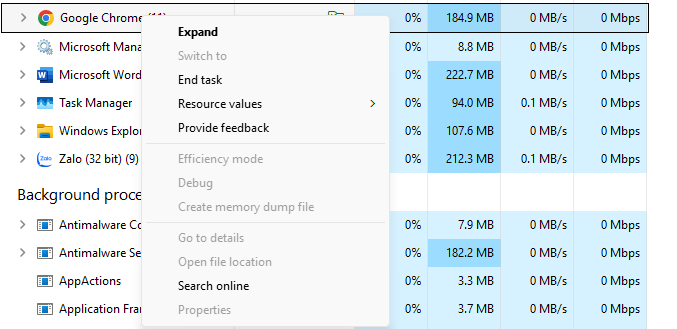 Google Chrome (11) 0% 184.9 MB 0 MB/s 0 Mbps
Expand
Microsoft Mana 0% 8.8 MB 0 MB/s 0 Mbps
Switch to
Microsoft Word 0% 222.7 MB 0 MB/s 0 Mbps
End task
Task Manager 0% 94.0 MB 0.1 MB/s 0 Mbps
Resource values
Windows Explor 0% 107.6 MB 0 MB/s 0 Mbps
Provide feedback
Zalo (32 bit) (9) 0% 212.3 MB 0.1 MB/s 0 Mbps
Efficiency mode
Debug
Background proce
Create memory dump file
Antimalware Co 0% 7.9 MB 0 MB/s 0 Mbps
Go to details
Antimalware Se 0% 182.2 MB 0 MB/s 0 Mbps
Open file location
AppActions 0% 3.3 MB 0 MB/s 0 Mbps
Search online
Application Fran 0% 3.7 MB 0 MB/s 0 Mbps
Properties